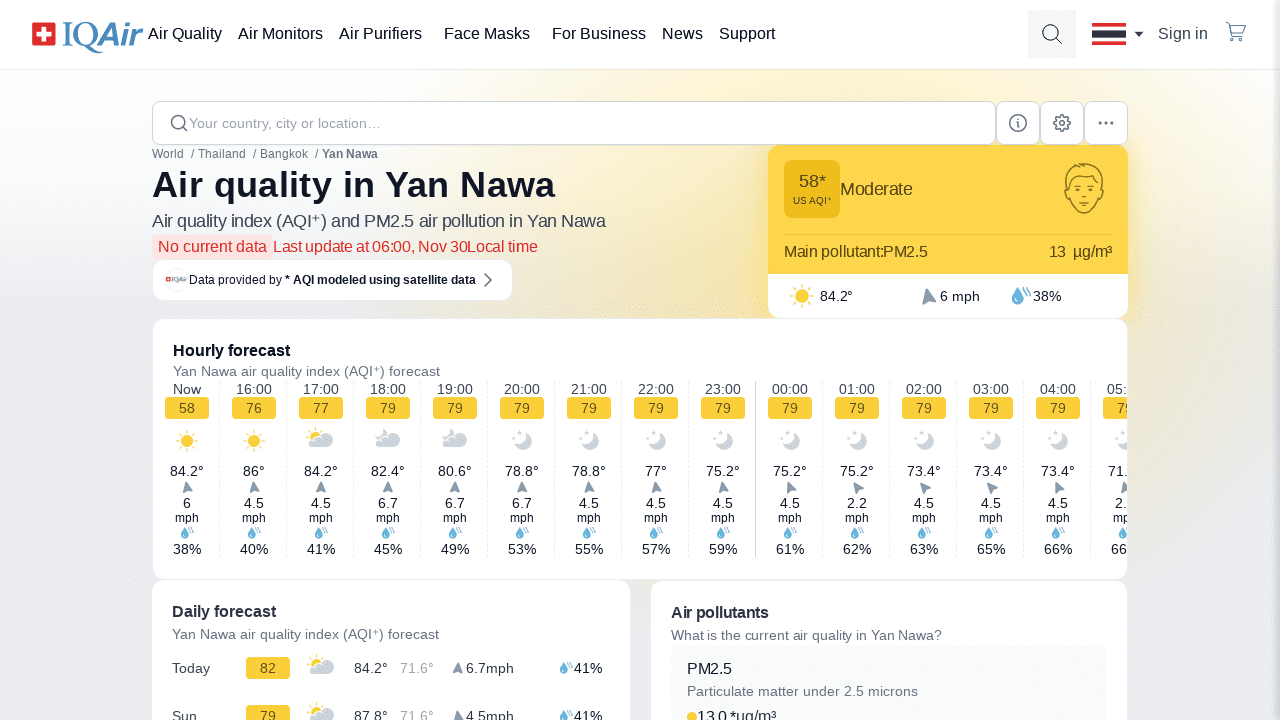 IQAir Air Quality Air Monitors Air Purifiers Face Masks For Business News Support Sign in
Your country, city or location…
World / Thailand / Bangkok / Yan Nawa
Air quality in Yan Nawa
Air quality index (AQI⁺) and PM2.5 air pollution in Yan Nawa
No current data Last update at 06:00, Nov 30Local time
IQAir Data provided by * AQI modeled using satellite data
58*
US AQI⁺
Moderate
Main pollutant:PM2.5 13 µg/m³
84.2° 6 mph 38%
Hourly forecast
Yan Nawa air quality index (AQI⁺) forecast
Now 16:00 17:00 18:00 19:00 20:00 21:00 22:00 23:00 00:00 01:00 02:00 03:00 04:00
58 76 77 79 79 79 79 79 79 79 79 79 79 79
84.2° 86° 84.2° 82.4° 80.6° 78.8° 78.8° 77° 75.2° 75.2° 75.2° 73.4° 73.4° 73.4°
6 4.5 4.5 6.7 6.7 6.7 4.5 4.5 4.5 4.5 2.2 4.5 4.5 4.5
mph mph mph mph mph mph mph mph mph mph mph mph mph mph
38% 40% 41% 45% 49% 53% 55% 57% 59% 61% 62% 63% 65% 66%
Daily forecast
Yan Nawa air quality index (AQI⁺) forecast
Today 82 84.2° 71.6° 6.7mph 41%
Sun 79 87.8° 71.6° 4.5mph 41%
Air pollutants
What is the current air quality in Yan Nawa?
PM2.5
Particulate matter under 2.5 microns
13.0 *µg/m³